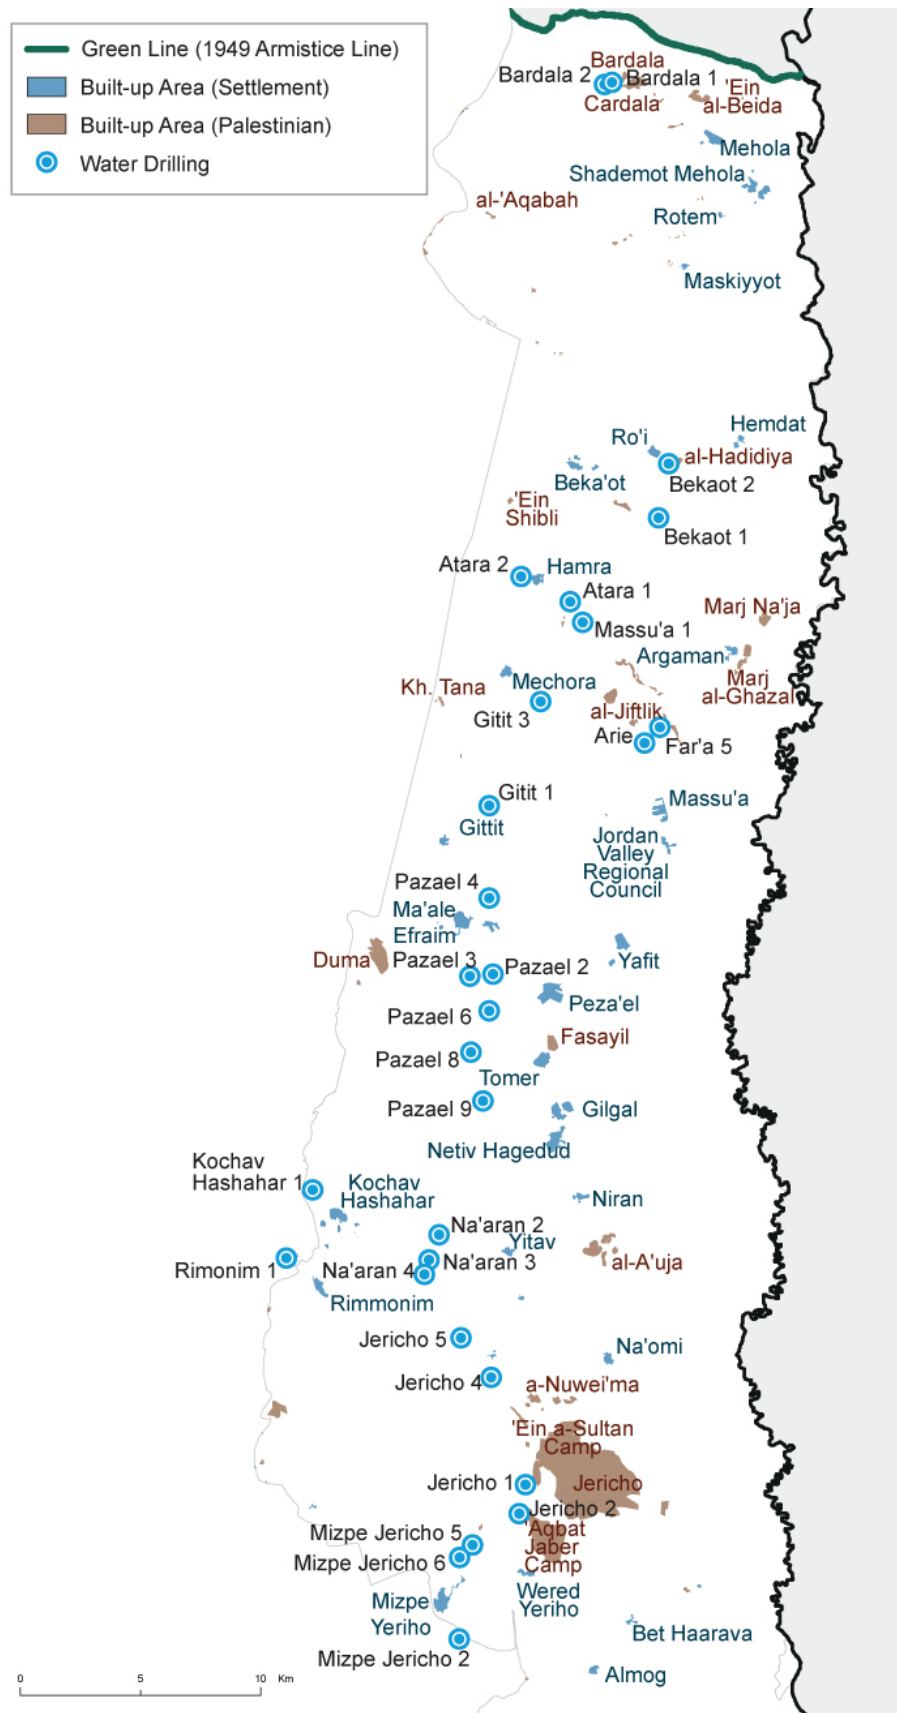 Green Line (1949 Armistice Line)
Built-up Area (Settlement)
Built-up Area (Palestinian)
Water Drilling
Bardala
Bardala 2
Bardala 1
Cardala
'Ein
al-Beida
Mehola
Shademot Mehola
al-'Aqabah
Rotem
Maskiyyot
Hemdat
Ro'i
al-Hadidiya
Beka'ot
Bekaot 2
'Ein
Shibli
Bekaot 1
Atara 2
Hamra
Atara 1
Marj Na'ja
Massu'a 1
Argaman
Marj
al-Ghazal
Kh. Tana
Mechora
Gitit 3
al-Jiftlik
Arie
Far'a 5
Gitit 1
Massu'a
Gittit
Jordan
Valley
Regional
Council
Pazael 4
Ma'ale
Efraim
Duma
Pazael 3
Pazael 2
Yafit
Peza'el
Pazael 6
Fasayil
Pazael 8
Tomer
Pazael 9
Gilgal
Netiv Hagedud
Kochav
Hashahar 1
Kochav
Hashahar
Niran
Na'aran 2
Yitav
Rimonim 1
Na'aran 4
Na'aran 3
al-A'uja
Rimmonim
Jericho 5
Na'omi
Jericho 4
a-Nuwei'ma
'Ein a-Sultan
Camp
Jericho 1
Jericho
Jericho 2
Mizpe Jericho 5
'Aqbat
Jaber
Camp
Mizpe Jericho 6
Mizpe
Yeriho
Wered
Yeriho
Bet Haarava
Mizpe Jericho 2
Almog
0 5 10 Km